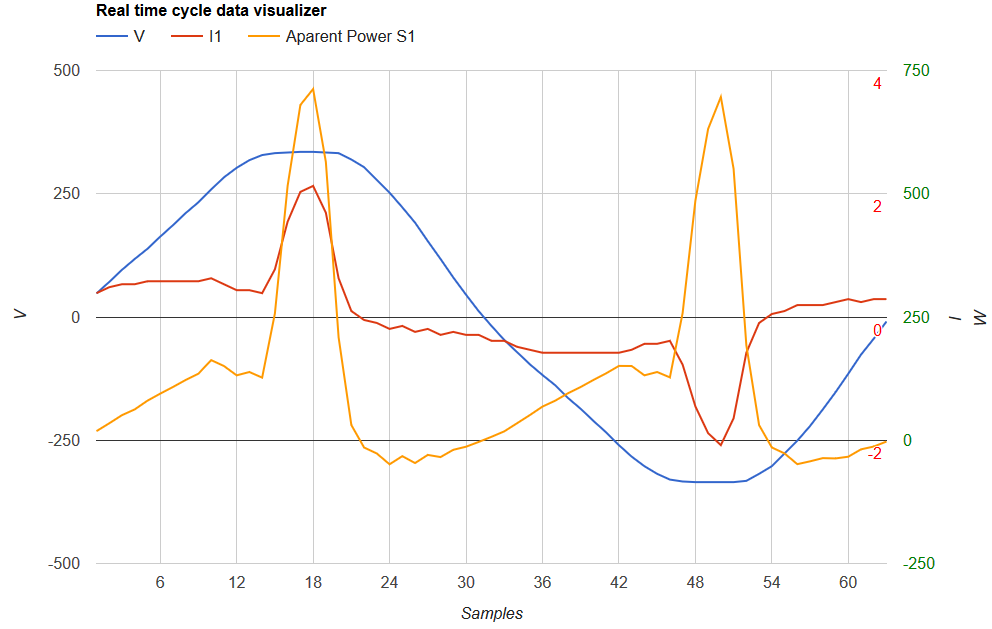 Real time cycle data visualizer
V I1 Aparent Power S1
500 750
4
250 500
2
V 0 250 I W
0
-250 0
-2
-500 -250
6 12 18 24 30 36 42 48 54 60
Samples